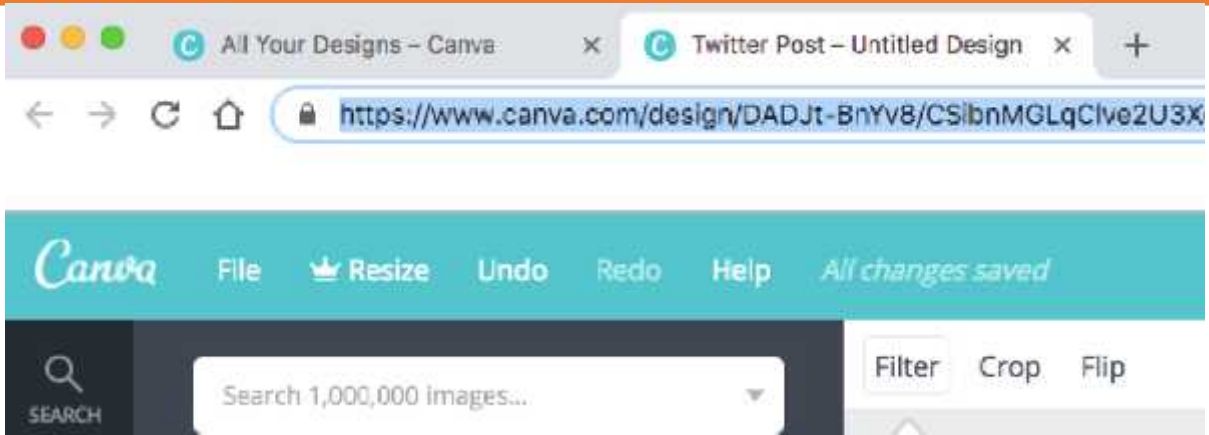 All Your Designs – Canva × Twitter Post – Untitled Design × +
https://www.canva.com/design/DADJt-BnYv8/CSibnMGLqClve2U3X
Canva File Resize Undo Redo Help All changes saved
Filter Crop Flip
Search 1,000,000 images...
SEARCH